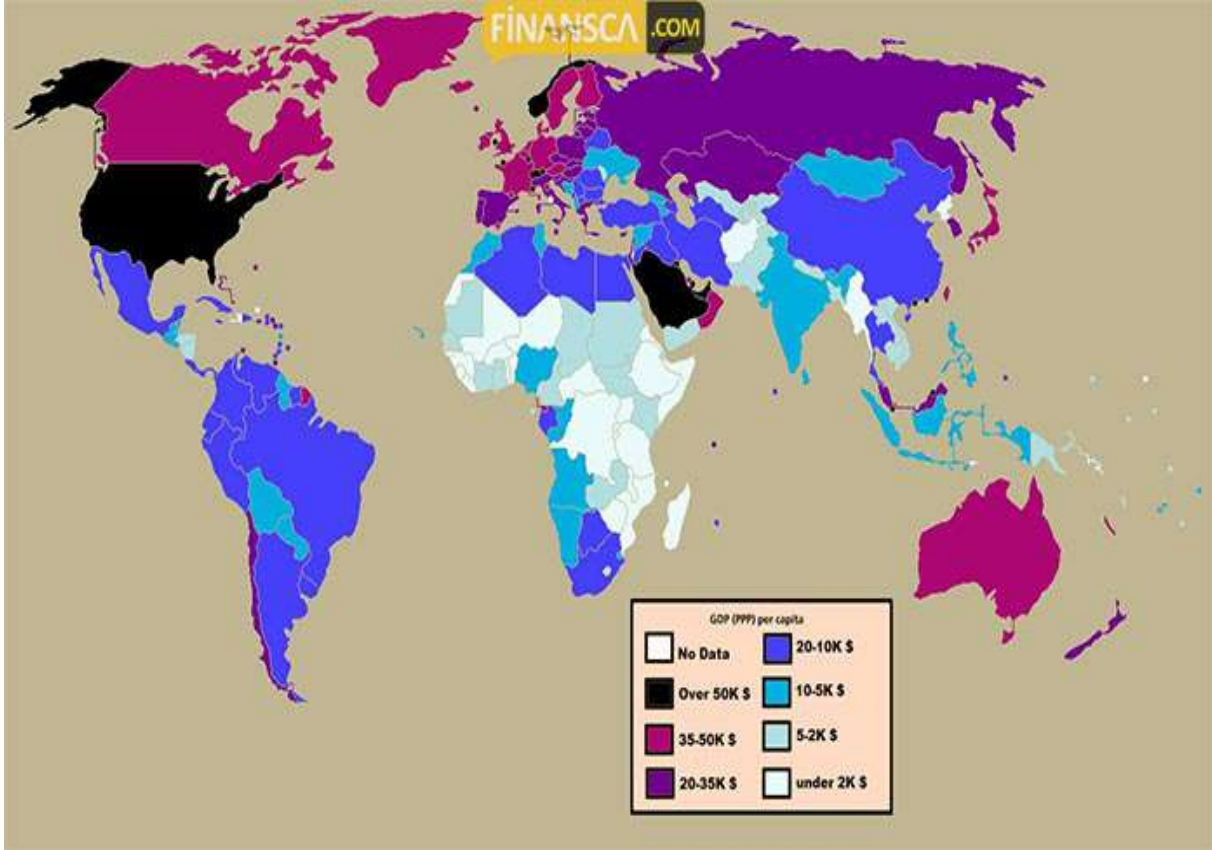 FİNANSCA .COM
GDP (PPP) per capita
No Data
Over 50K $
35-50K $
20-35K $
20-10K $
10-5K $
5-2K $
under 2K $